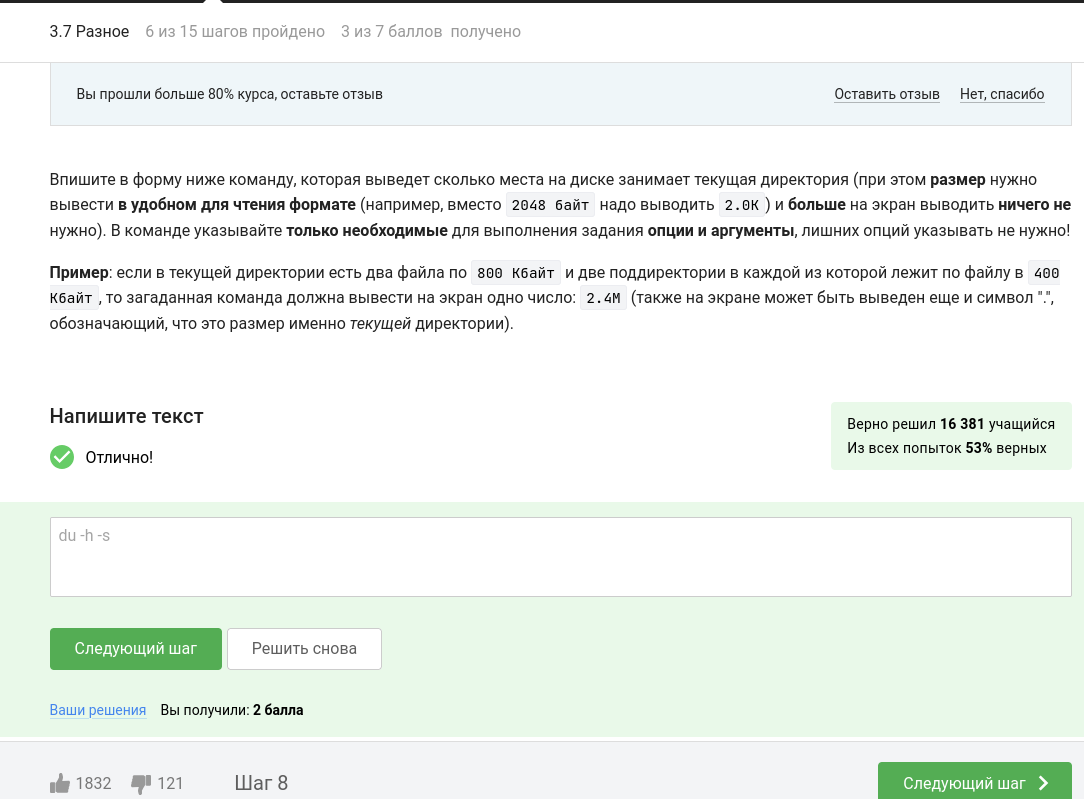 3.7 Разное 6 из 15 шагов пройдено 3 из 7 баллов получено
Вы прошли больше 80% курса, оставьте отзыв Оставить отзыв Нет, спасибо
Впишите в форму ниже команду, которая выведет сколько места на диске занимает текущая директория (при этом размер нужно
вывести в удобном для чтения формате (например, вместо 2048 байт надо выводить 2.0K ) и больше на экран выводить ничего не
нужно). В команде указывайте только необходимые для выполнения задания опции и аргументы, лишних опций указывать не нужно!
Пример: если в текущей директории есть два файла по 800 Кбайт и две поддиректории в каждой из которой лежит по файлу в 400
Кбайт , то загаданная команда должна вывести на экран одно число: 2.4M (также на экране может быть выведен еще и символ ".",
обозначающий, что это размер именно текущей директории).
Напишите текст
Верно решил 16 381 учащийся
Из всех попыток 53% верных
Отлично!
du -h -s
Следующий шаг Решить снова
Ваши решения Вы получили: 2 балла
1832 121 Шаг 8 Следующий шаг